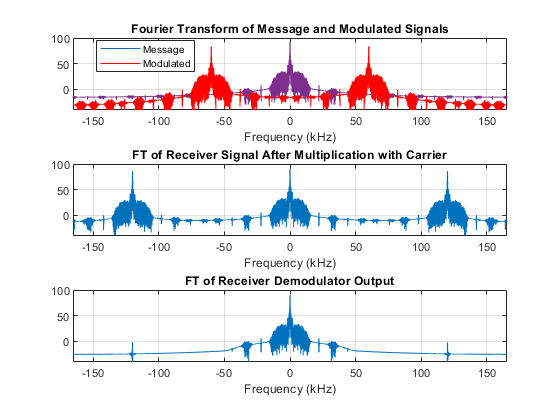 Fourier Transform of Message and Modulated Signals
100
50
0
Message
Modulated
-150 -100 -50 0 50 100 150
Frequency (kHz)
FT of Receiver Signal After Multiplication with Carrier
100
50
0
-150 -100 -50 0 50 100 150
Frequency (kHz)
FT of Receiver Demodulator Output
100
50
0
-150 -100 -50 0 50 100 150
Frequency (kHz)